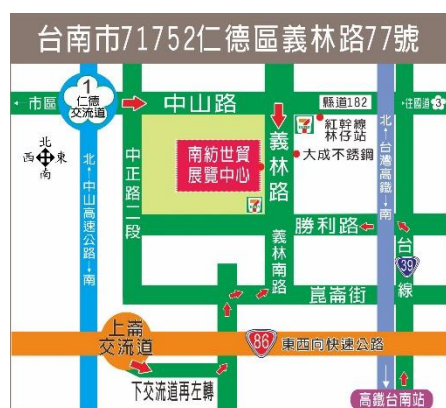 台南市71752仁德區義林路77號
←市區
1
仁德
交流道
中山路
縣道182
往國道3
北
西 東
南
北←中山高速公路→南
中正路二段
南紡世貿
展覽中心
義林路
7-ELEVEN
紅幹線
林仔站
大成不銹鋼
北←台灣高鐵→南
7-ELEVEN
勝利路
義林南路
台
39
線
崑崙街
上崙
交流道
86
東西向快速公路
下交流道再左轉
高鐵台南站